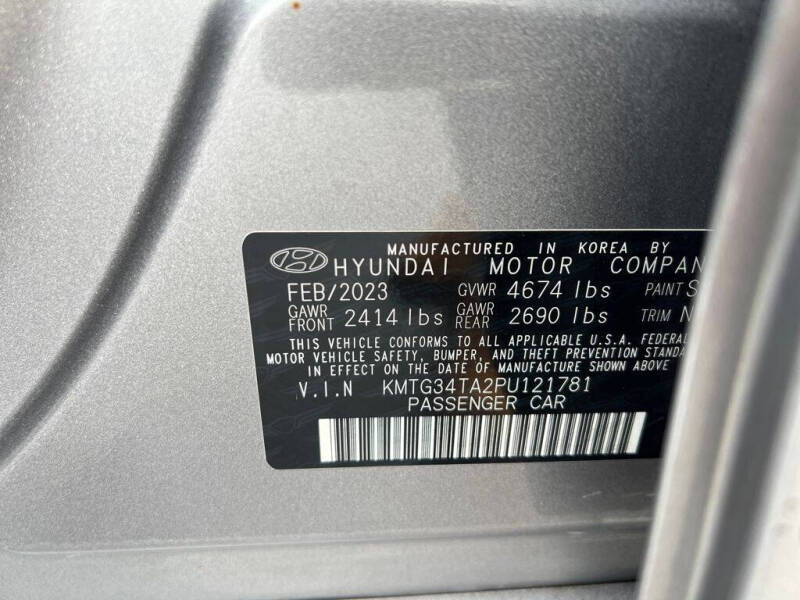 MANUFACTURED IN KOREA BY
HYUNDAI MOTOR COMPAN
FEB/2023 GVWR 4674 lbs PAINT S
GAWR FRONT 2414 lbs GAWR REAR 2690 lbs TRIM N
THIS VEHICLE CONFORMS TO ALL APPLICABLE U.S.A. FEDERAL
MOTOR VEHICLE SAFETY, BUMPER, AND THEFT PREVENTION STANDA
IN EFFECT ON THE DATE OF MANUFACTURE SHOWN ABOVE
V.I.N KMTG34TA2PU121781
PASSENGER CAR